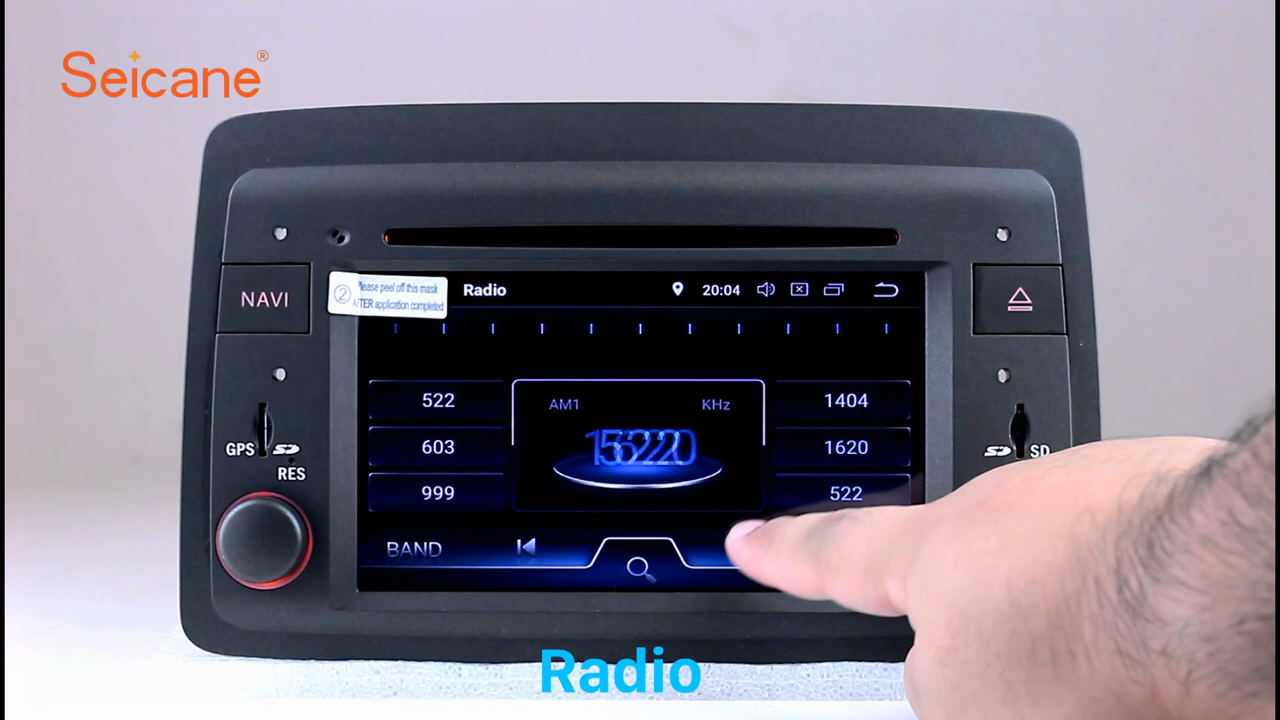 Seicane®
NAVI
② Please peel off this mask
AFTER application completed
Radio
20:04
522
603
999
AM1
KHz
1404
1620
522
GPS
RES
SD
BAND
Radio